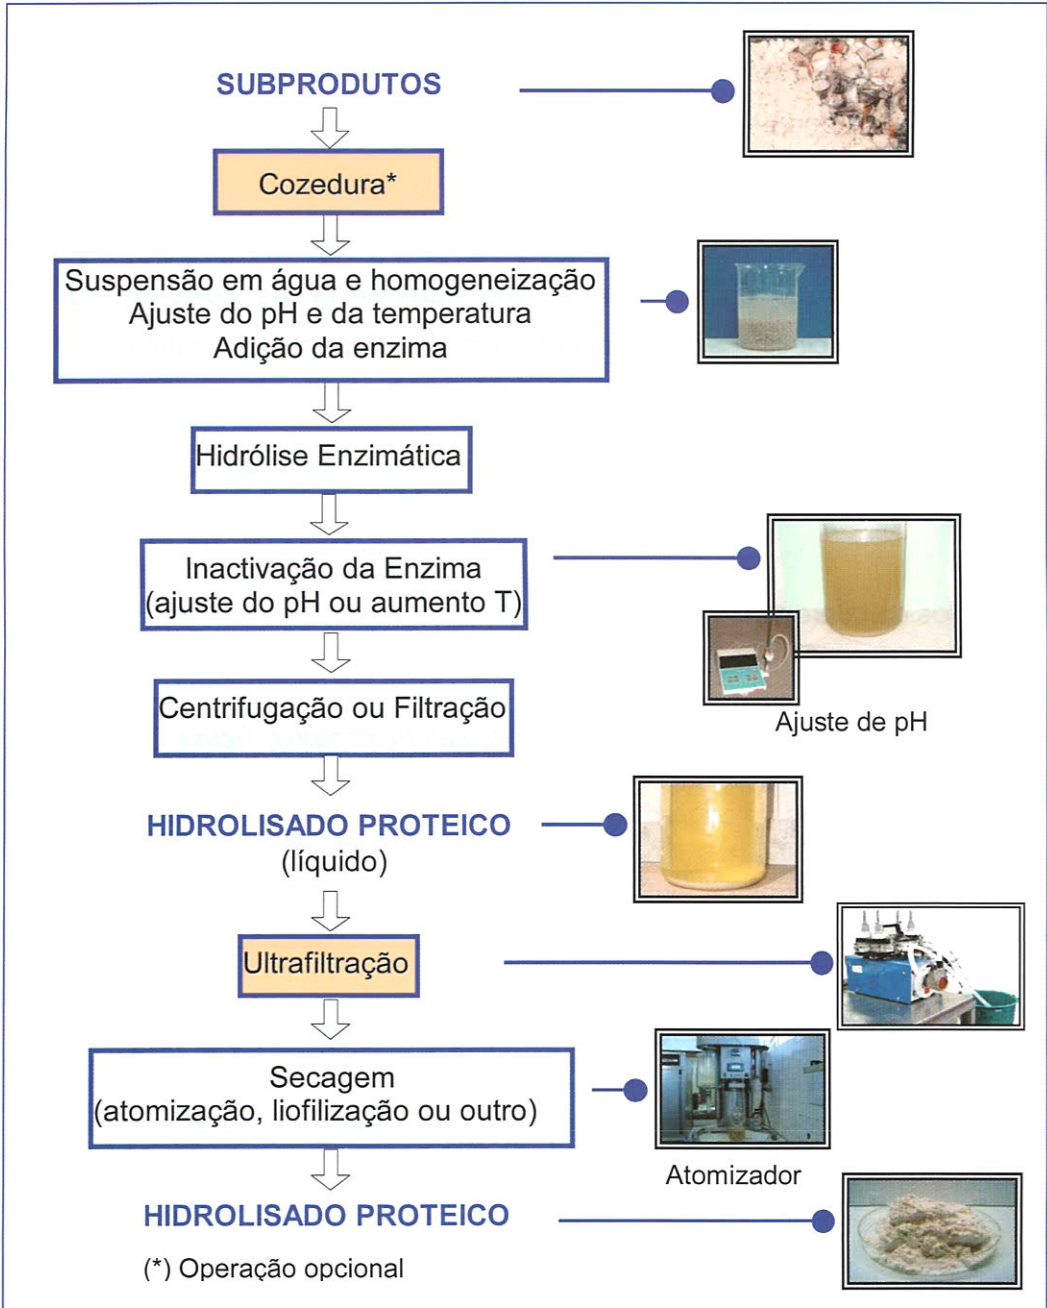 SUBPRODUTOS
Cozedura*
Suspensão em água e homogeneização
Ajuste do pH e da temperatura
Adição da enzima
Hidrólise Enzimática
Inactivação da Enzima
(ajuste do pH ou aumento T)
Centrifugação ou Filtração
Ajuste de pH
HIDROLISADO PROTEICO
(líquido)
Ultrafiltração
Secagem
(atomização, liofilização ou outro)
Atomizador
HIDROLISADO PROTEICO
(*) Operação opcional